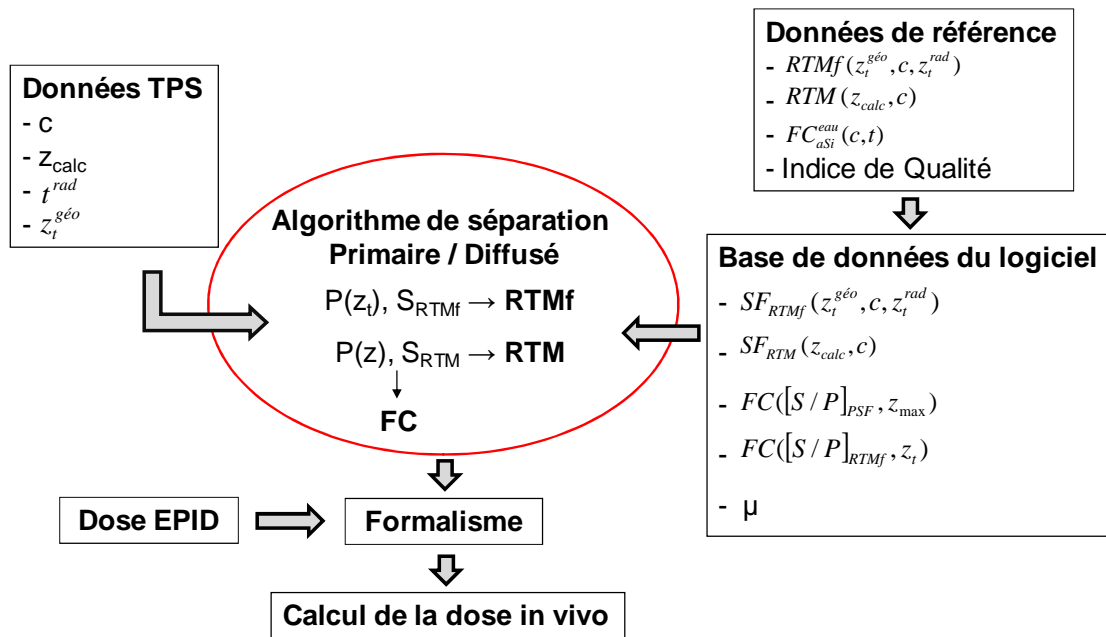 Données TPS
- c
- z_calc
- t^rad
- z_t^géo
Données de référence
- RTMf(z_t^géo, c, z_t^rad)
- RTM(z_calc, c)
- FC_aSi^eau(c, t)
- Indice de Qualité
Algorithme de séparation
Primaire / Diffusé
P(z_t), S_RTMf → RTMf
P(z), S_RTM → RTM
FC
Base de données du logiciel
- SF_RTMf(z_t^géo, c, z_t^rad)
- SF_RTM(z_calc, c)
- FC([S / P]_PSF, z_max)
- FC([S / P]_RTMf, z_t)
- µ
Dose EPID
Formalisme
Calcul de la dose in vivo